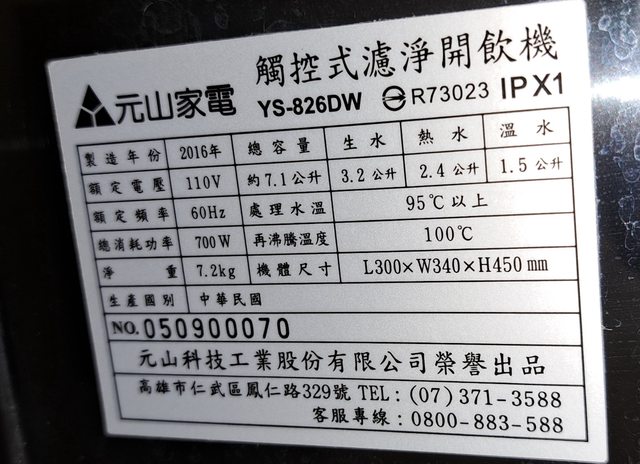 元山家電 觸控式濾淨開飲機
YS-826DW R73023 IPX1
製造年份 2016年 總容量 生水 熱水 溫水
額定電壓 110V 約7.1公升 3.2公升 2.4公升 1.5公升
額定頻率 60Hz 處理水溫 95℃以上
總消耗功率 700W 再沸騰溫度 100℃
淨重 7.2kg 機體尺寸 L300×W340×H450mm
生產國別 中華民國
NO. 050900070
元山科技工業股份有限公司榮譽出品
高雄市仁武區鳳仁路329號 TEL:(07)371-3588
客服專線:0800-883-588